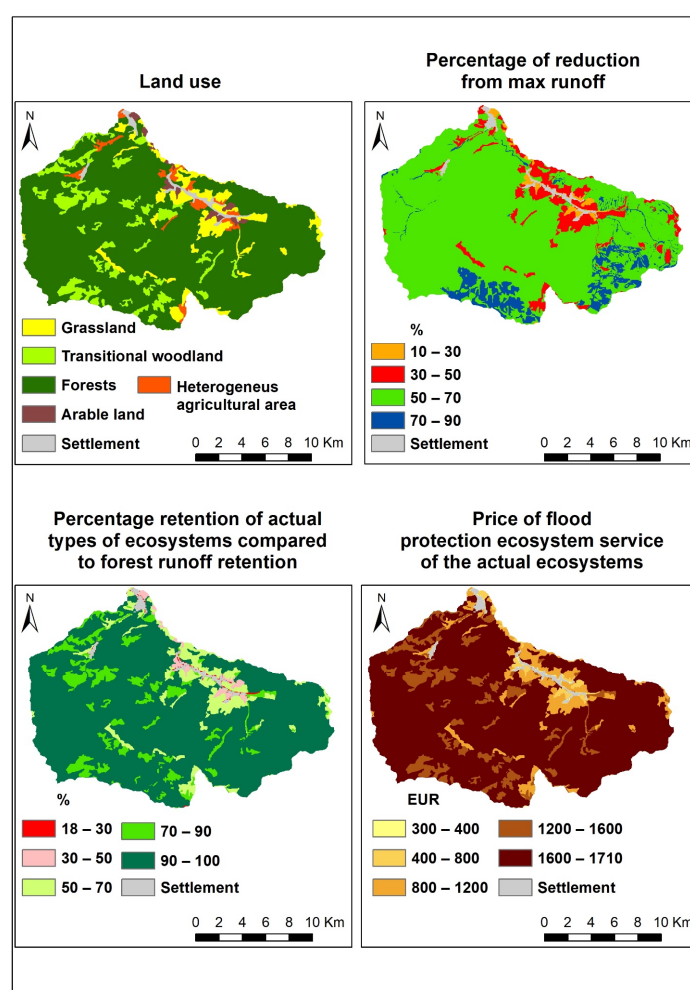 Land use
N
Grassland
Transitional woodland
Forests
Heterogeneus
agricultural area
Arable land
Settlement
0 2 4 6 8 10 Km
Percentage of reduction
from max runoff
N
%
10 – 30
30 – 50
50 – 70
70 – 90
Settlement
0 2 4 6 8 10 Km
Percentage retention of actual
types of ecosystems compared
to forest runoff retention
N
%
18 – 30
70 – 90
30 – 50
90 – 100
50 – 70
Settlement
0 2 4 6 8 10 Km
Price of flood
protection ecosystem service
of the actual ecosystems
N
EUR
300 – 400
1200 – 1600
400 – 800
1600 – 1710
800 – 1200
Settlement
0 2 4 6 8 10 Km